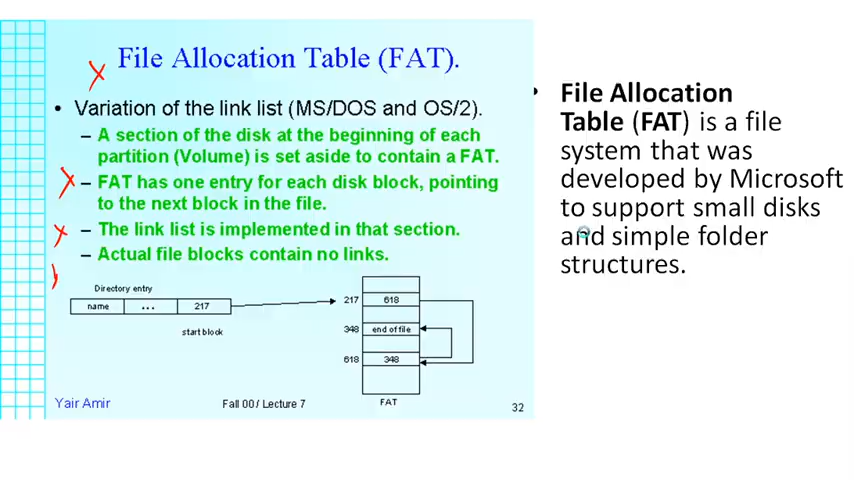 File Allocation Table (FAT).
• Variation of the link list (MS/DOS and OS/2).
– A section of the disk at the beginning of each
partition (Volume) is set aside to contain a FAT.
– FAT has one entry for each disk block, pointing
to the next block in the file.
– The link list is implemented in that section.
– Actual file blocks contain no links.
Directory entry
name ... 217
start block
217 618
348 end of file
618 348
FAT
Yair Amir
Fall 00 / Lecture 7
32
• File Allocation
Table (FAT) is a file
system that was
developed by Microsoft
to support small disks
and simple folder
structures.